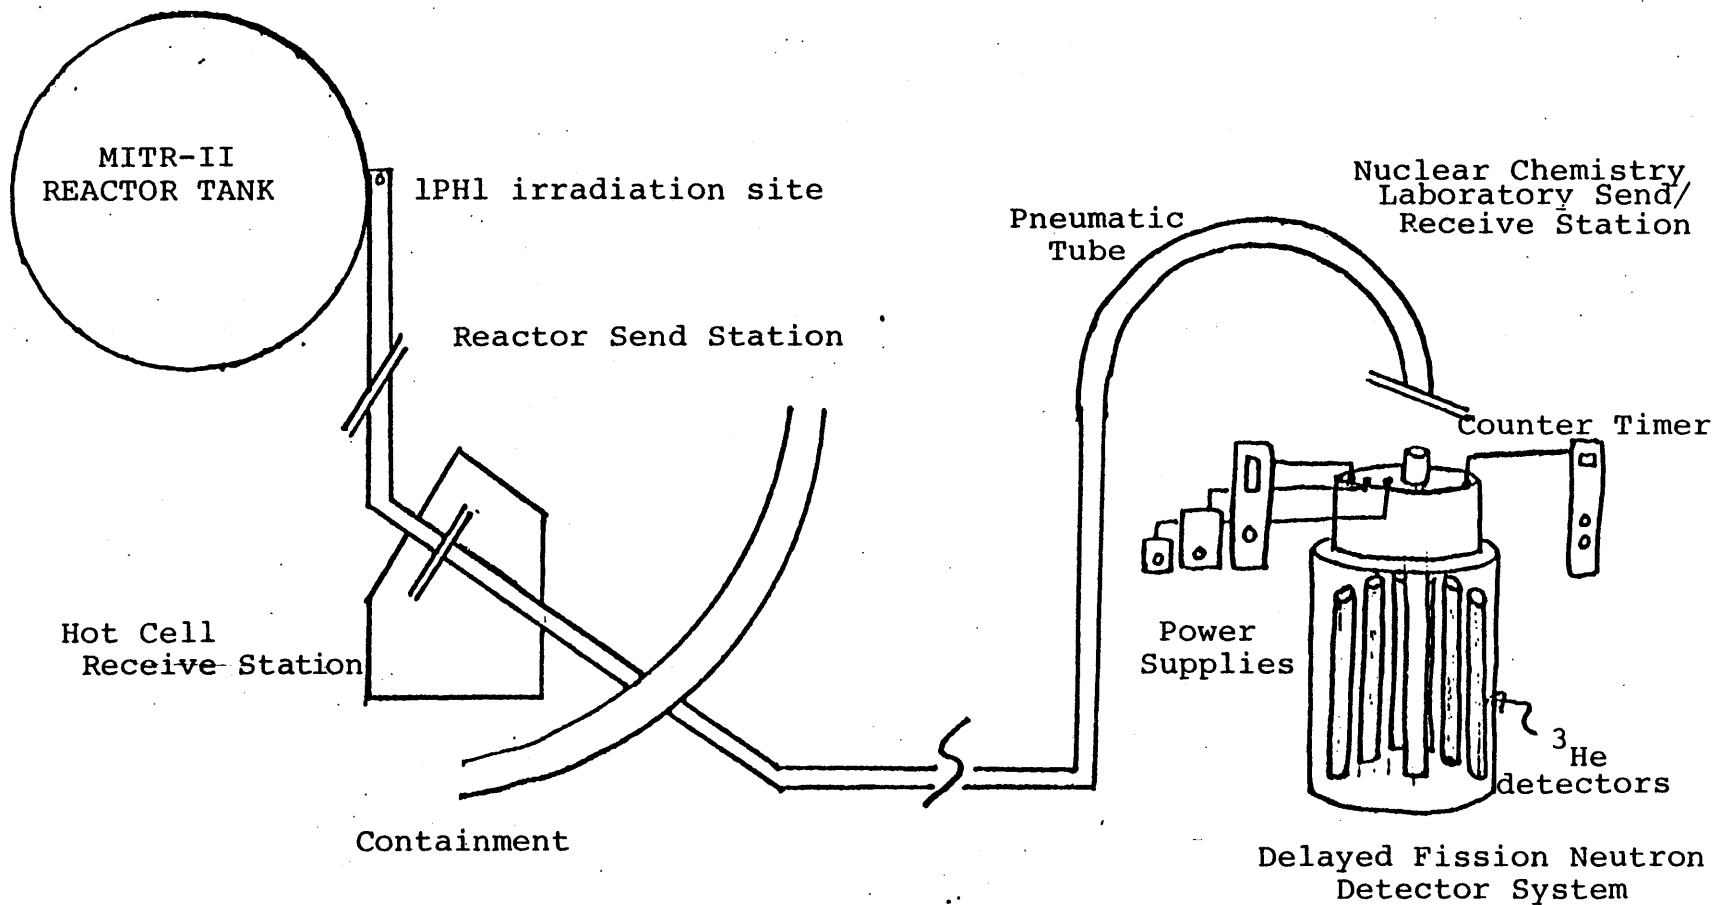 MITR-II
REACTOR TANK
1PH1 irradiation site
Reactor Send Station
Hot Cell
Receive Station
Containment
Pneumatic
Tube
Nuclear Chemistry
Laboratory Send/
Receive Station
Counter Timer
Power
Supplies
3He
detectors
Delayed Fission Neutron
Detector System